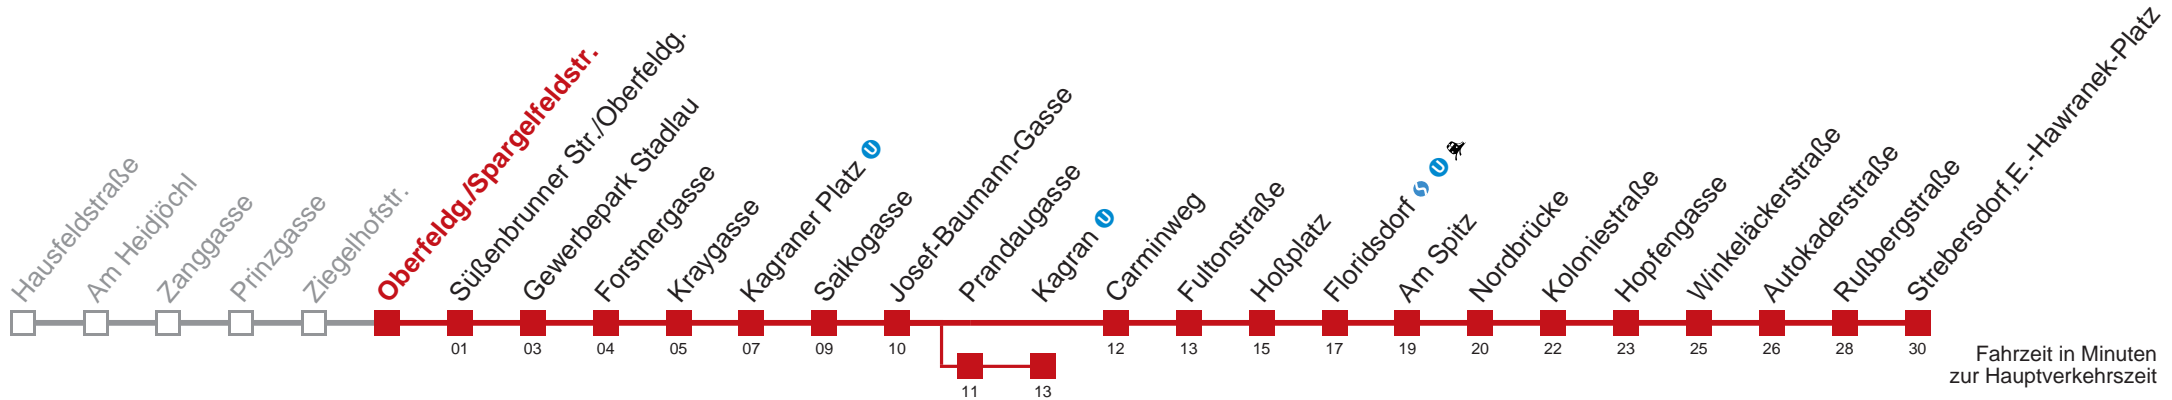 Hausfeldstraße
Am Heidjöchl
Zanggasse
Prinzgasse
Ziegelhofstr.
Oberfeldg./Spargelfeldstr.
Süßenbrunner Str./Oberfeldg.
Gewerbepark Stadlau
Forstnergasse
Kraygasse
Kagraner Platz U
Saikogasse
Josef-Baumann-Gasse
Prandaugasse
Kagran U
Carminweg
Fultonstraße
Hoßplatz
Floridsdorf S U
Am Spitz
Nordbrücke
Koloniestraße
Hopfengasse
Winkeläckerstraße
Autokaderstraße
Rußbergstraße
Strebersdorf,E.-Hawranek-Platz
01 03 04 05 07 09 10 12 13 15 17 19 20 22 23 25 26 28 30
11 13
Fahrzeit in Minuten
zur Hauptverkehrszeit